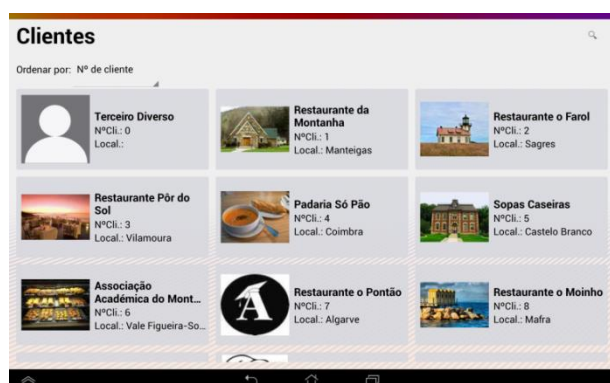 Clientes
Ordenar por: Nº de cliente
Terceiro Diverso
NºCli.: 0
Local.:
Restaurante da
Montanha
NºCli.: 1
Local.: Manteigas
Restaurante o Farol
NºCli.: 2
Local.: Sagres
Restaurante Pôr do
Sol
NºCli.: 3
Local.: Vilamoura
Padaria Só Pão
NºCli.: 4
Local.: Coimbra
Sopas Caseiras
NºCli.: 5
Local.: Castelo Branco
Associação
Académica do Mont...
NºCli.: 6
Local.: Vale Figueira-So...
A
Restaurante o Pontão
NºCli.: 7
Local.: Algarve
Restaurante o Moinho
NºCli.: 8
Local.: Mafra